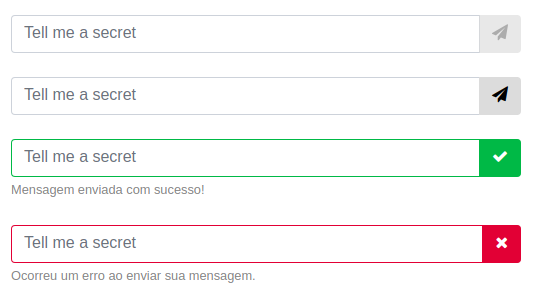 Tell me a secret
Tell me a secret
Tell me a secret
Mensagem enviada com sucesso!
Tell me a secret
Ocorreu um erro ao enviar sua mensagem.